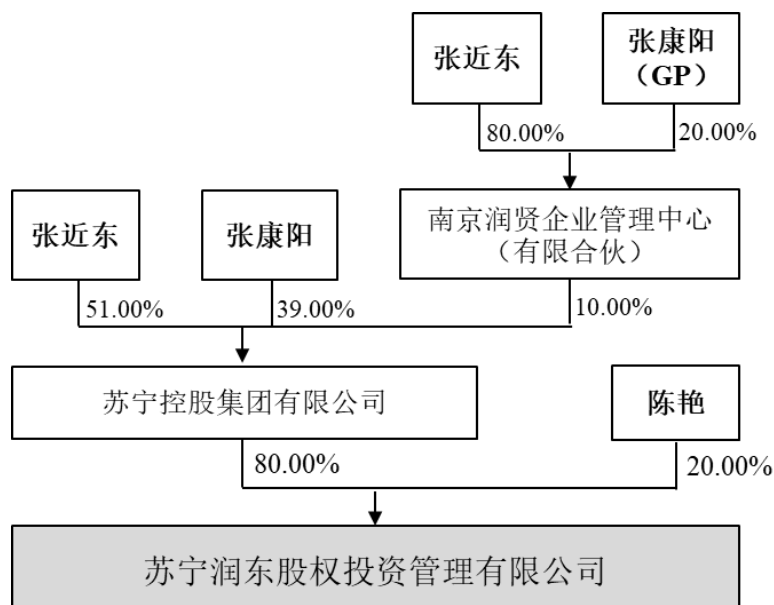 张近东
张康阳
（GP）
80.00%
20.00%
张近东
张康阳
南京润贤企业管理中心
（有限合伙）
51.00%
39.00%
10.00%
苏宁控股集团有限公司
陈艳
80.00%
20.00%
苏宁润东股权投资管理有限公司